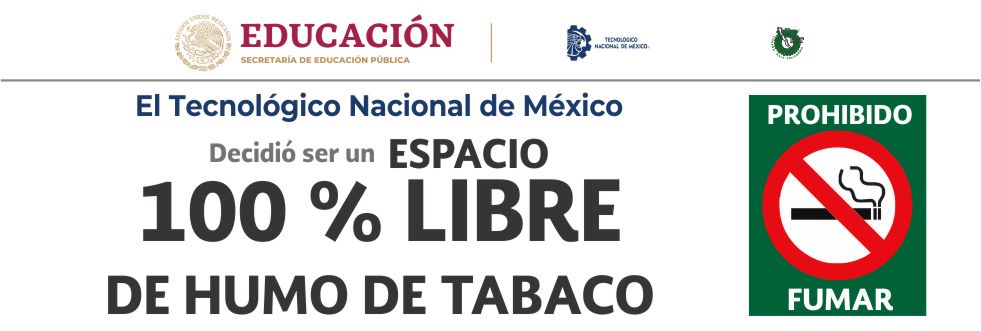 EDUCACIÓN
SECRETARÍA DE EDUCACIÓN PÚBLICA
TECNOLÓGICO
NACIONAL DE MÉXICO
El Tecnológico Nacional de México
Decidió ser un ESPACIO
100 % LIBRE
DE HUMO DE TABACO
PROHIBIDO
FUMAR